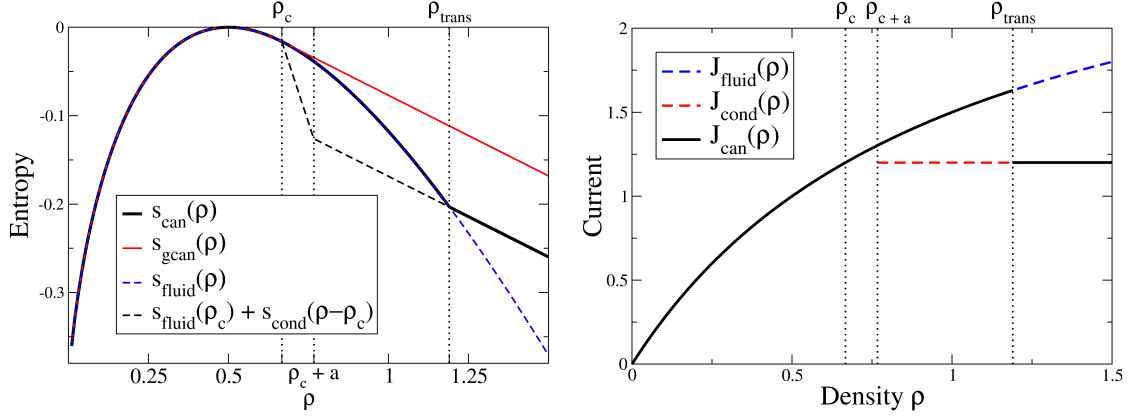 ρc
ρtrans
0
-0.1
-0.2
-0.3
Entropy
scan(ρ)
sgcan(ρ)
sfluid(ρ)
sfluid(ρc) + scond(ρ−ρc)
0.25
0.5
ρc + a
1
1.25
ρ
ρc
ρc + a
ρtrans
2
1.5
1
0.5
0
Current
Jfluid(ρ)
Jcond(ρ)
Jcan(ρ)
0
0.5
1
1.5
Density ρ